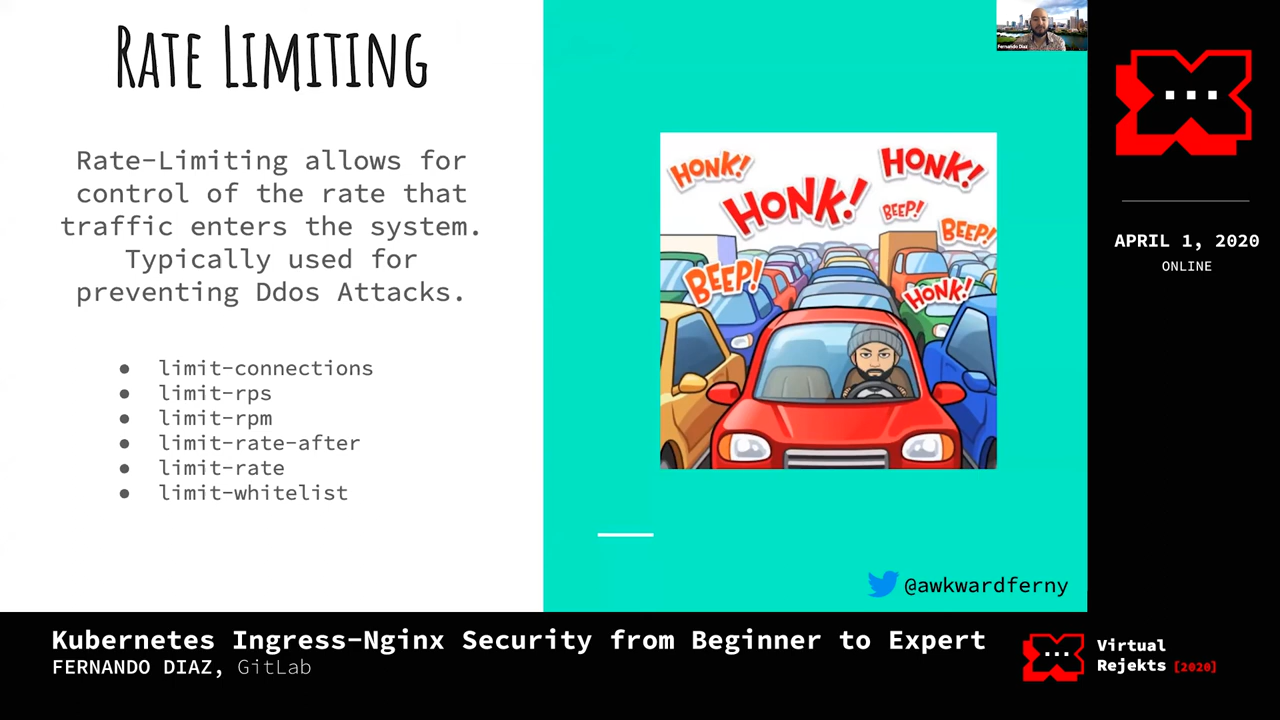 RATE LIMITING
Rate-Limiting allows for
control of the rate that
traffic enters the system.
Typically used for
preventing Ddos Attacks.
● limit-connections
● limit-rps
● limit-rpm
● limit-rate-after
● limit-rate
● limit-whitelist
HONK!
HONK!
HONK!
BEEP!
BEEP!
BEEP!
HONK!
@awkwardferny
Fernando Diaz
APRIL 1, 2020
ONLINE
Kubernetes Ingress-Nginx Security from Beginner to Expert
FERNANDO DIAZ, GitLab
Virtual
Rejekts [2020]